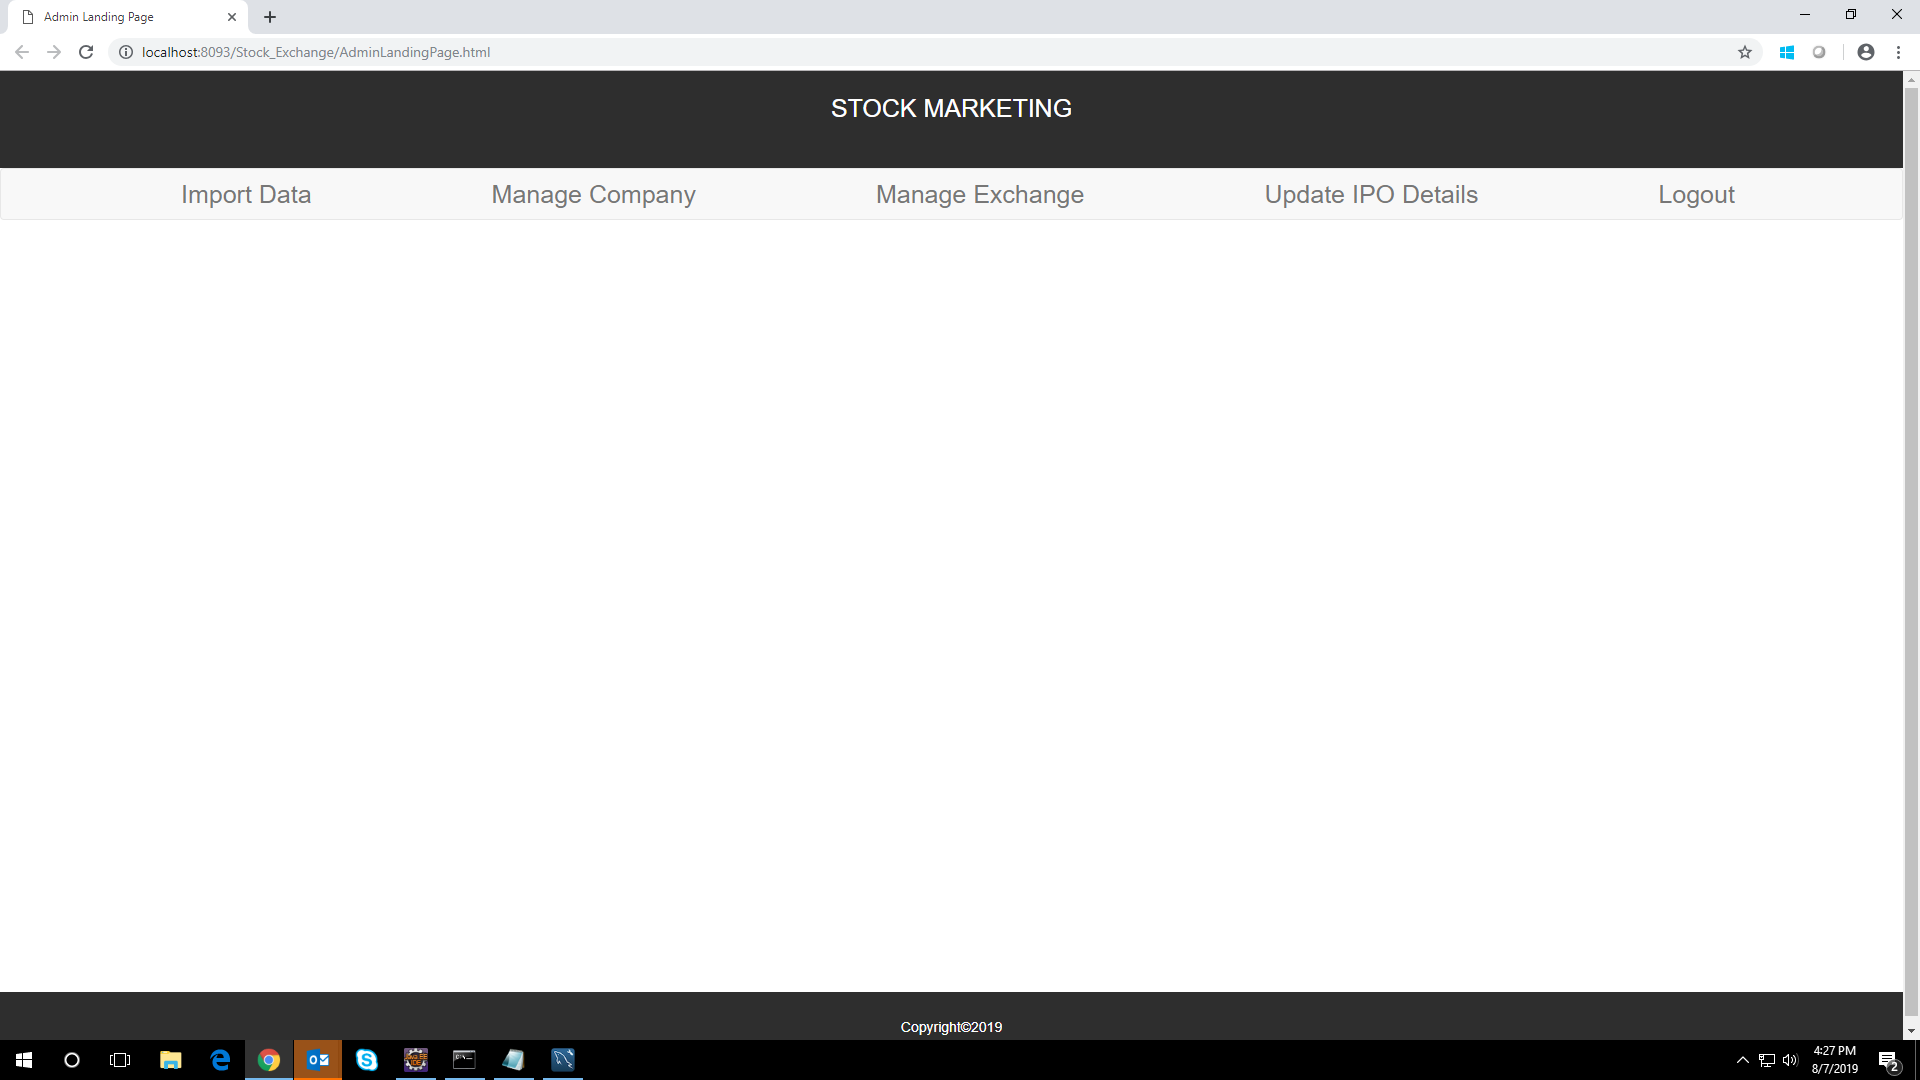 Admin Landing Page
localhost:8093/Stock_Exchange/AdminLandingPage.html
STOCK MARKETING
Import Data Manage Company Manage Exchange Update IPO Details Logout
Copyright©2019
4:27 PM
8/7/2019
2